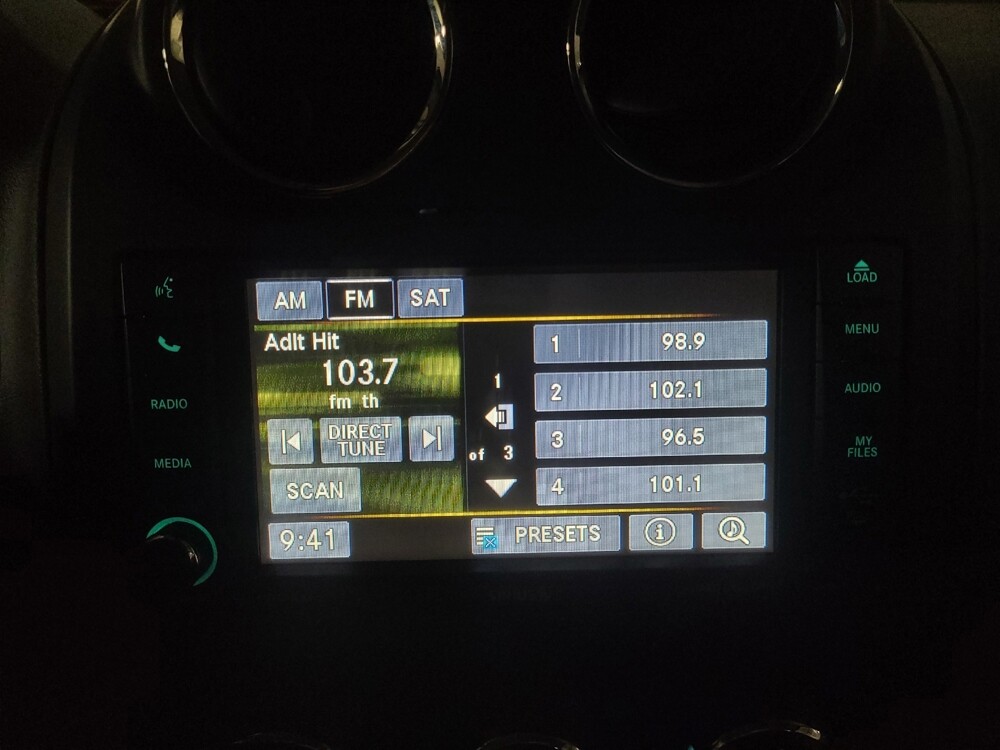 LOAD
AM FM SAT
MENU
Adlt Hit
1 98.9
103.7
1
2 102.1
AUDIO
RADIO
fm th
DIRECT TUNE
3 96.5
MY FILES
of 3
MEDIA
SCAN
4 101.1
9:41
PRESETS
i